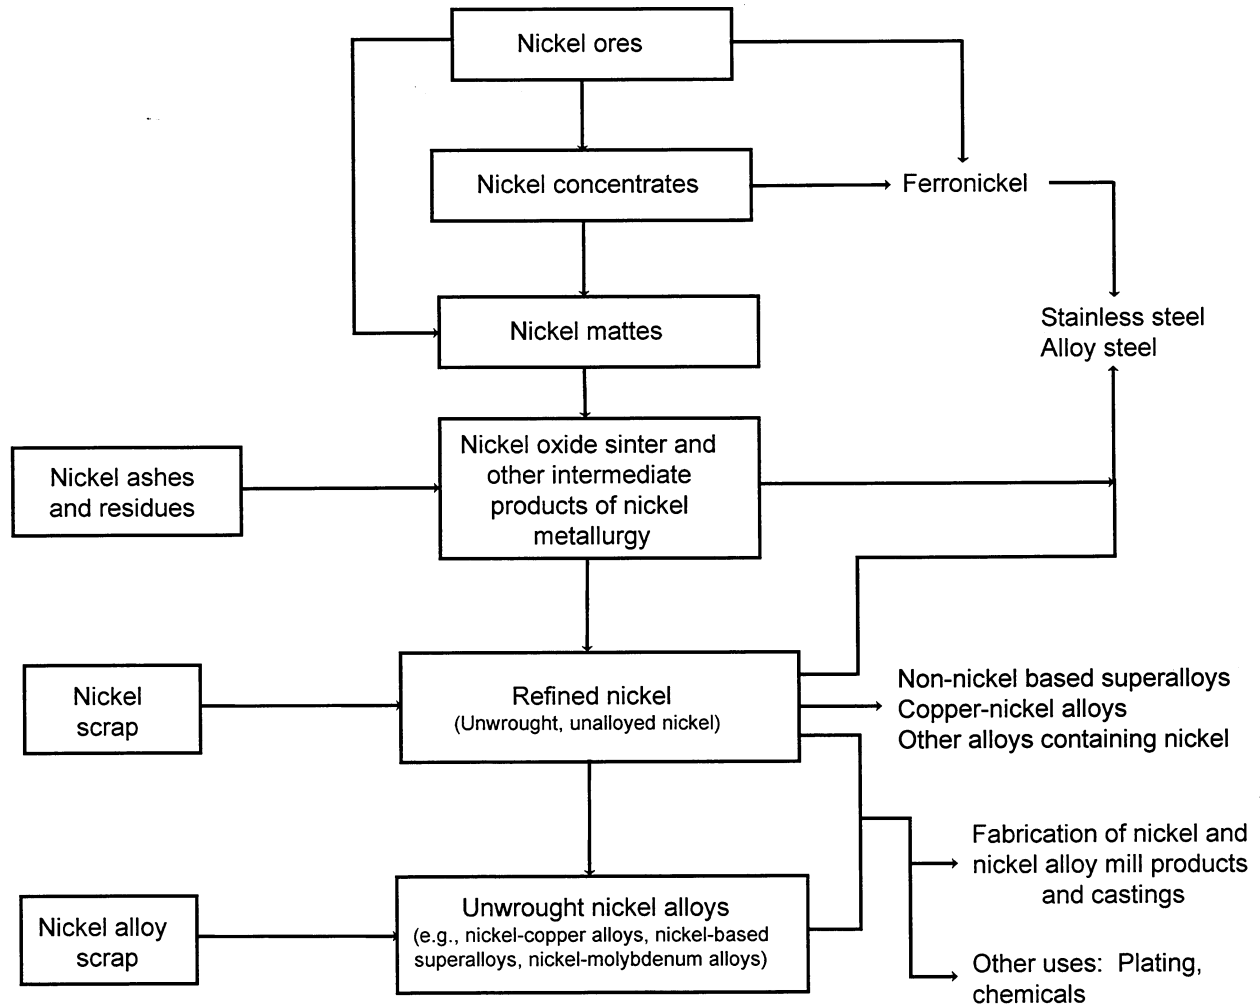 Nickel ores
Nickel concentrates
Ferronickel
Nickel mattes
Stainless steel
Alloy steel
Nickel ashes
and residues
Nickel oxide sinter and
other intermediate
products of nickel
metallurgy
Nickel
scrap
Refined nickel
(Unwrought, unalloyed nickel)
Non-nickel based superalloys
Copper-nickel alloys
Other alloys containing nickel
Fabrication of nickel and
nickel alloy mill products
and castings
Nickel alloy
scrap
Unwrought nickel alloys
(e.g., nickel-copper alloys, nickel-based
superalloys, nickel-molybdenum alloys)
Other uses: Plating,
chemicals